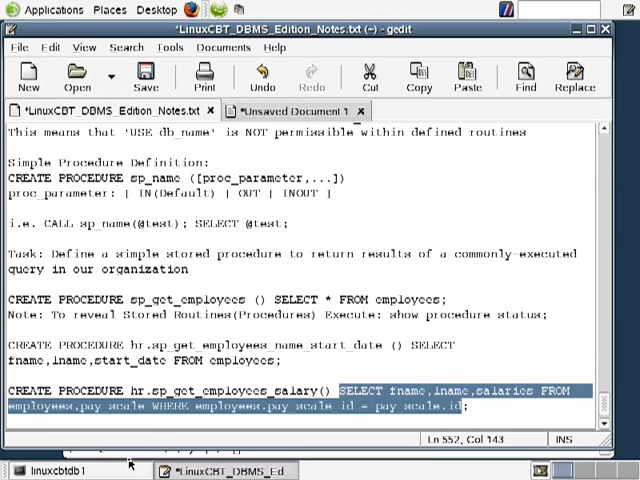 Applications Places Desktop
*LinuxCBT_DBMS_Edition_Notes.txt (~) - gedit
File Edit View Search Tools Documents Help
New Open Save Print Undo Redo Cut Copy Paste Find Replace
*LinuxCBT_DBMS_Edition_Notes.txt x *Unsaved Document 1 x
This means that 'USE db_name' is NOT permissible within defined routines
Simple Procedure Definition:
CREATE PROCEDURE sp_name ([proc_parameter,...])
proc_parameter: [ IN(Default) | OUT | INOUT ]
i.e. CALL sp_name(@test); SELECT @test;
Task: Define a simple stored procedure to return results of a commonly-executed
query in our organization
CREATE PROCEDURE sp_get_employees () SELECT * FROM employees;
Note: To reveal Stored Routines(Procedures) Execute: show procedure status;
CREATE PROCEDURE hr.sp_get_employees_name_start_date () SELECT
fname,lname,start_date FROM employees;
CREATE PROCEDURE hr.sp_get_employees_salary() SELECT fname,lname,salaries FROM
employees,pay_scale WHERE employees.pay_scale_id = pay_scale.id;
Ln 552, Col 143 INS
linuxcbtdb1 *LinuxCBT_DBMS_Ed...